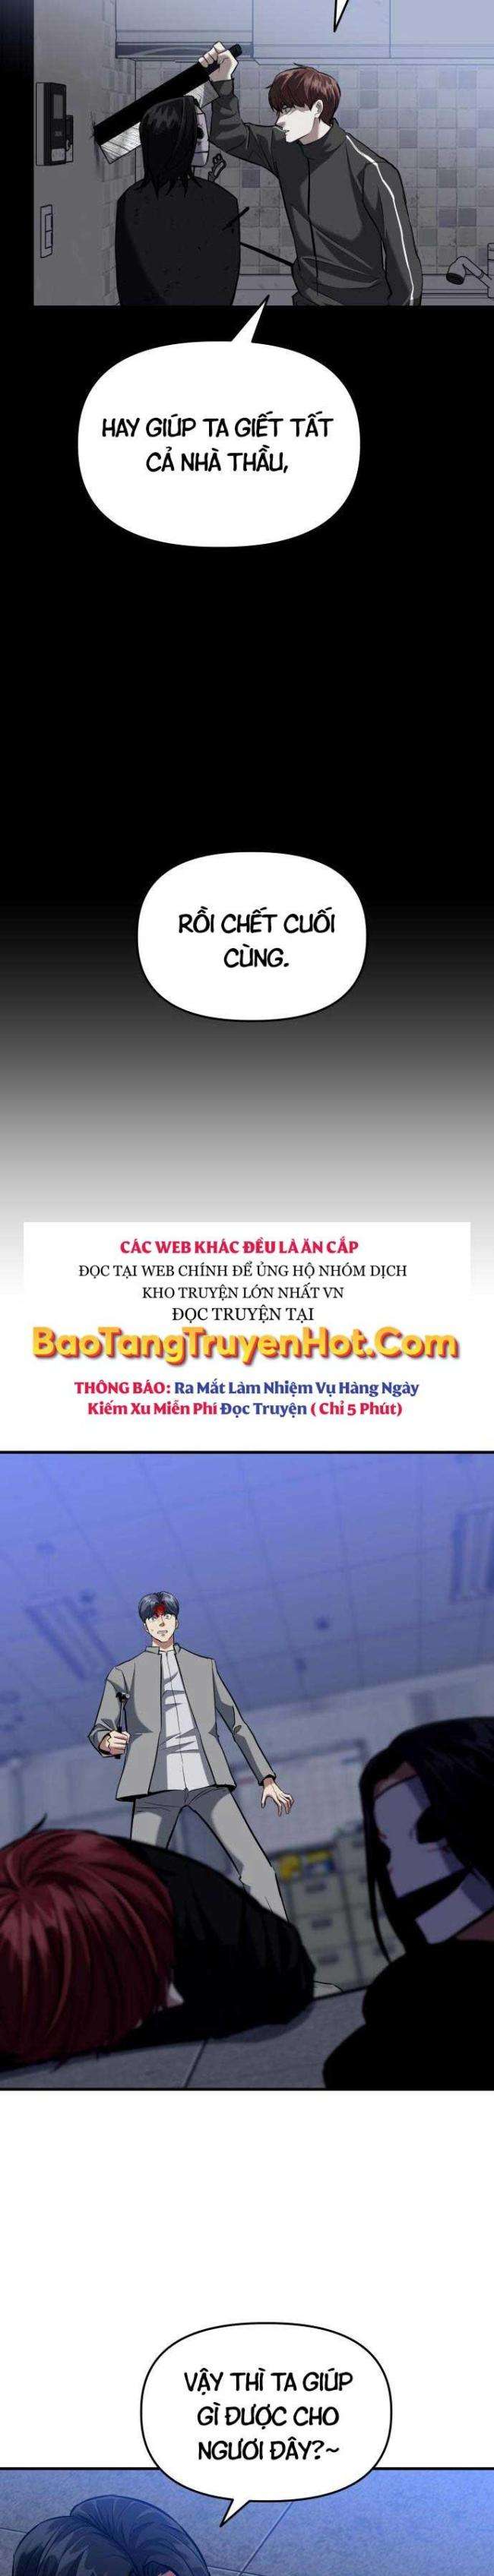 HAY GIÚP TA GIẾT TẤT
CẢ NHÀ THẦU,
RỒI CHẾT CUỐI
CÙNG.
CÁC WEB KHÁC ĐỀU LÀ ĂN CẮP
ĐỌC TẠI WEB CHÍNH ĐỂ ỦNG HỘ NHÓM DỊCH
KHO TRUYỆN LỚN NHẤT VN
ĐỌC TRUYỆN TẠI
BaoTangTruyenHot.Com
THÔNG BÁO: Ra Mắt Làm Nhiệm Vụ Hàng Ngày
Kiếm Xu Miễn Phí Đọc Truyện ( Chỉ 5 Phút)
VẬY THÌ TA GIÚP
GÌ ĐƯỢC CHO
NGƯƠI ĐÂY?~